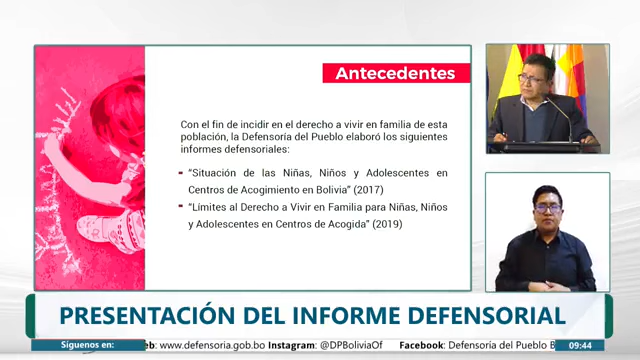 Antecedentes
Con el fin de incidir en el derecho a vivir en familia de esta
población, la Defensoría del Pueblo elaboró los siguientes
informes defensoriales:
- "Situación de las Niñas, Niños y Adolescentes en
Centros de Acogimiento en Bolivia" (2017)
- "Límites al Derecho a Vivir en Familia para Niñas, Niños
y Adolescentes en Centros de Acogida" (2019)
PRESENTACIÓN DEL INFORME DEFENSORIAL
Síguenos en: eb: www.defensoria.gob.bo Instagram: @DPBoliviaOf Facebook: Defensoría del Pueblo B 09:44